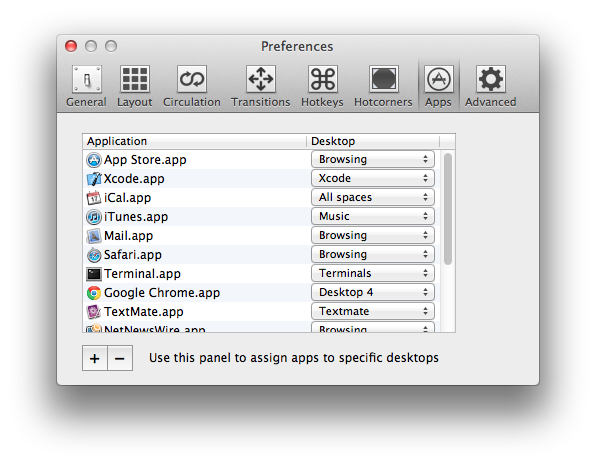 Preferences
General Layout Circulation Transitions Hotkeys Hotcorners Apps Advanced
Application Desktop
App Store.app Browsing
Xcode.app Xcode
iCal.app All spaces
iTunes.app Music
Mail.app Browsing
Safari.app Browsing
Terminal.app Terminals
Google Chrome.app Desktop 4
TextMate.app Textmate
NetNewsWire.app Browsing
+ − Use this panel to assign apps to specific desktops